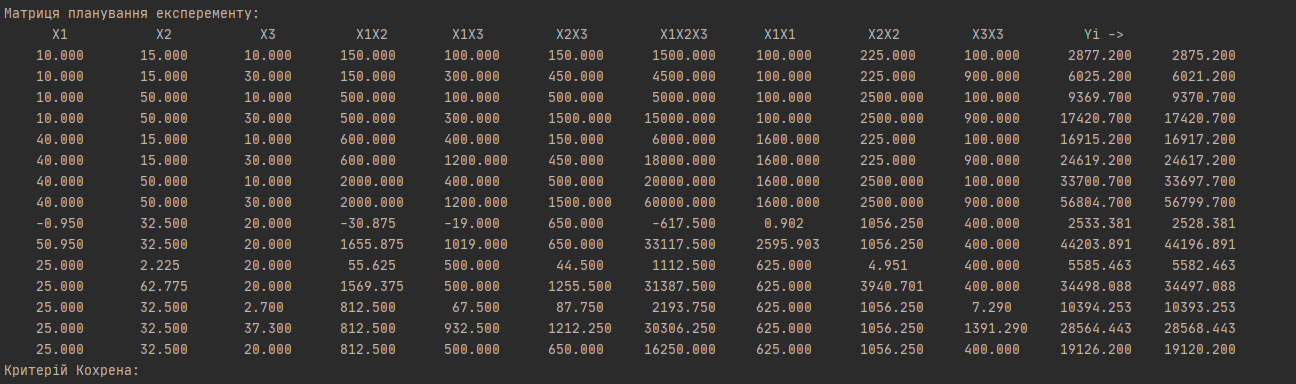 Матриця планування експеременту:
X1 X2 X3 X1X2 X1X3 X2X3 X1X2X3 X1X1 X2X2 X3X3 Yi ->
10.000 15.000 10.000 150.000 100.000 150.000 1500.000 100.000 225.000 100.000 2877.200 2875.200
10.000 15.000 30.000 150.000 300.000 450.000 4500.000 100.000 225.000 900.000 6025.200 6021.200
10.000 50.000 10.000 500.000 100.000 500.000 5000.000 100.000 2500.000 100.000 9369.700 9370.700
10.000 50.000 30.000 500.000 300.000 1500.000 15000.000 100.000 2500.000 900.000 17420.700 17420.700
40.000 15.000 10.000 600.000 400.000 150.000 6000.000 1600.000 225.000 100.000 16915.200 16917.200
40.000 15.000 30.000 600.000 1200.000 450.000 18000.000 1600.000 225.000 900.000 24619.200 24617.200
40.000 50.000 10.000 2000.000 400.000 500.000 20000.000 1600.000 2500.000 100.000 33700.700 33697.700
40.000 50.000 30.000 2000.000 1200.000 1500.000 60000.000 1600.000 2500.000 900.000 56804.700 56799.700
-0.950 32.500 20.000 -30.875 -19.000 650.000 -617.500 0.902 1056.250 400.000 2533.381 2528.381
50.950 32.500 20.000 1655.875 1019.000 650.000 33117.500 2595.903 1056.250 400.000 44203.891 44196.891
25.000 2.225 20.000 55.625 500.000 44.500 1112.500 625.000 4.951 400.000 5585.463 5582.463
25.000 62.775 20.000 1569.375 500.000 1255.500 31387.500 625.000 3940.701 400.000 34498.088 34497.088
25.000 32.500 2.700 812.500 67.500 87.750 2193.750 625.000 1056.250 7.290 10394.253 10393.253
25.000 32.500 37.300 812.500 932.500 1212.250 30306.250 625.000 1056.250 1391.290 28564.443 28568.443
25.000 32.500 20.000 812.500 500.000 650.000 16250.000 625.000 1056.250 400.000 19126.200 19120.200
Критерій Кохрена: